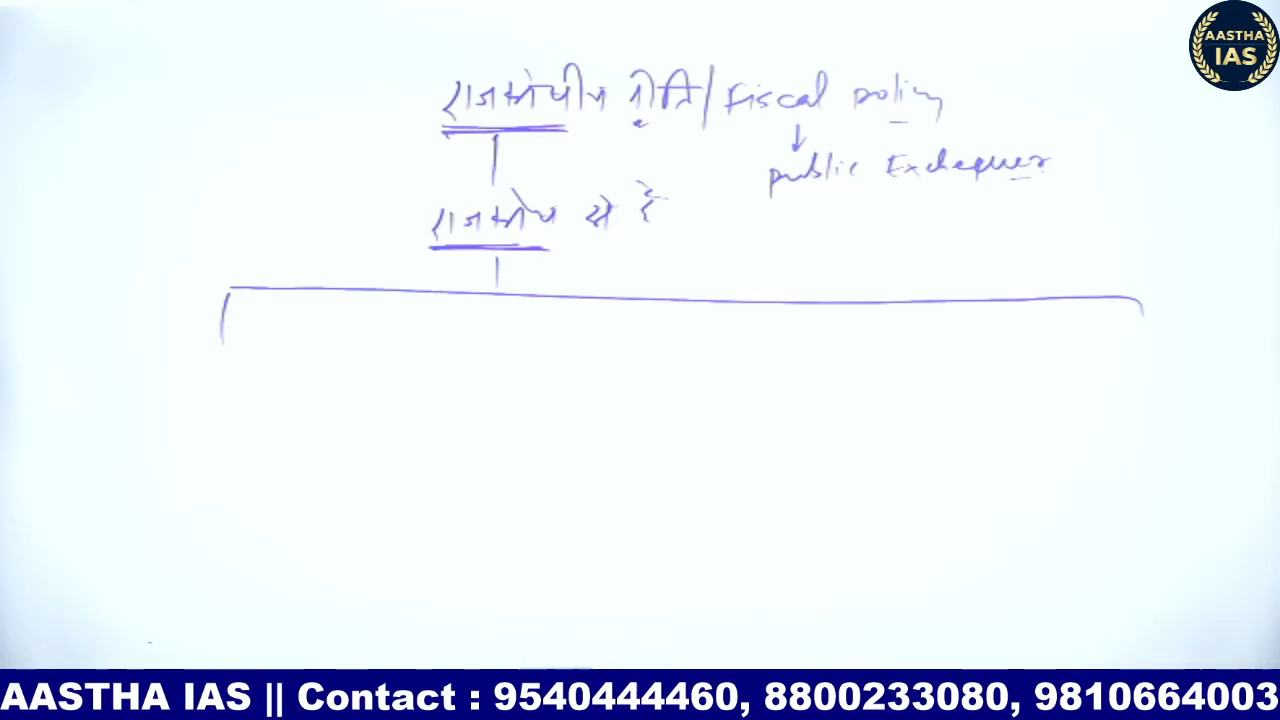 AASTHA
IAS
राजकोषीय नीति / Fiscal policy
public Exchequer
राजकोष से है
AASTHA IAS || Contact : 9540444460, 8800233080, 9810664003